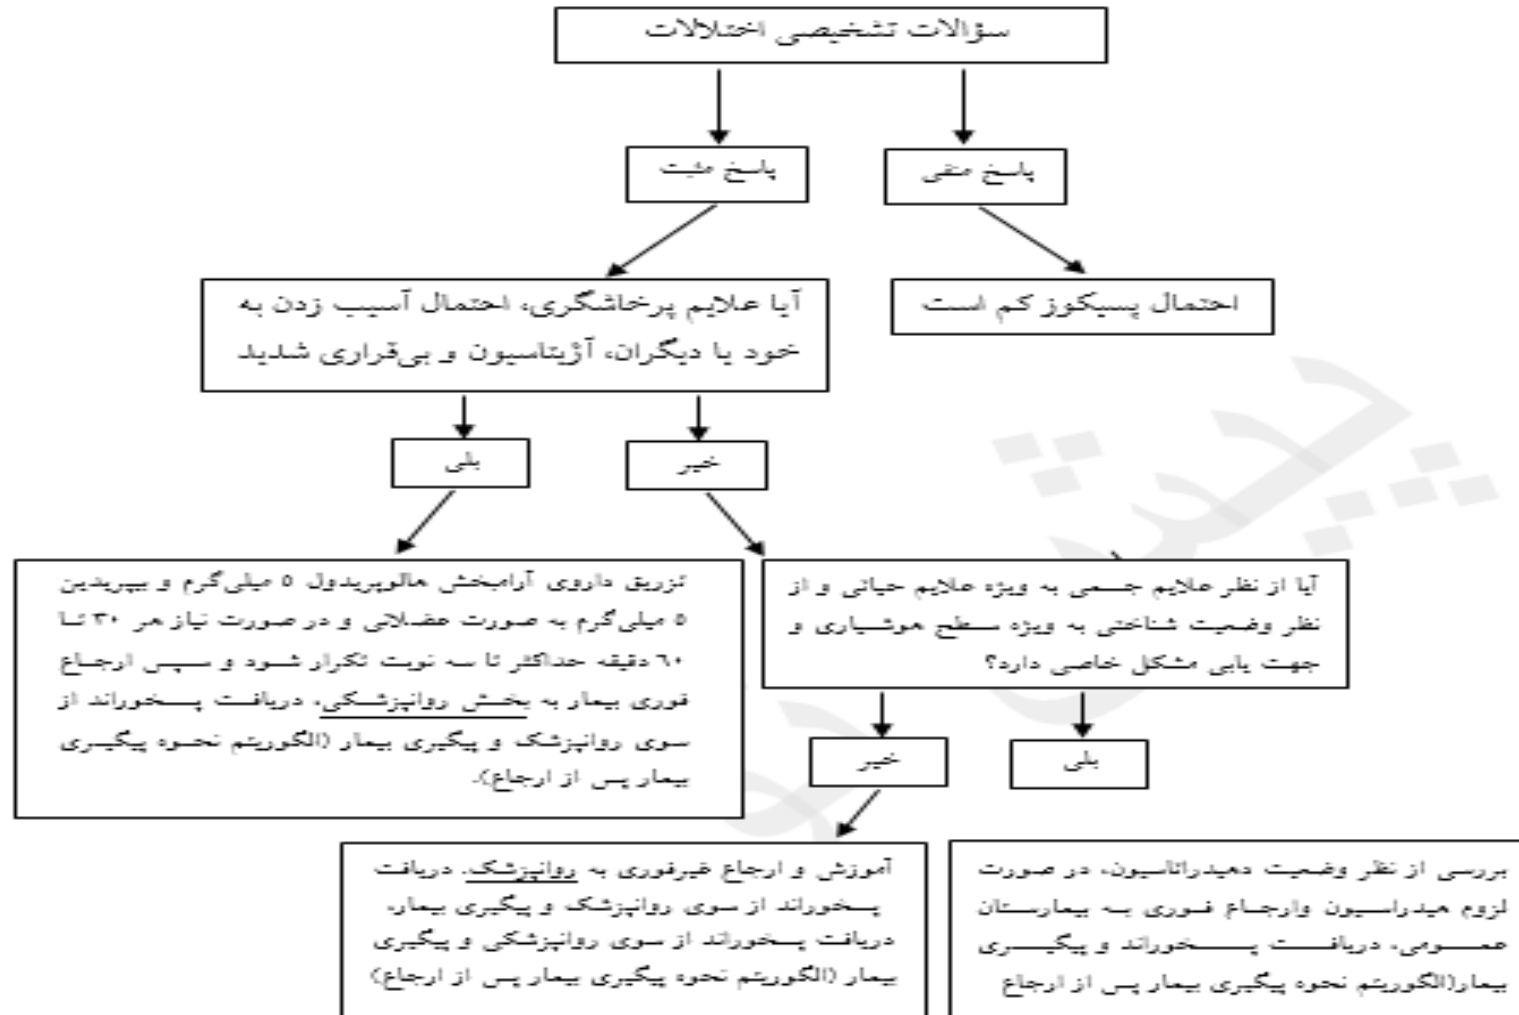 سؤالات تشخیصی اختلالات
پاسخ منفی
پاسخ مثبت
احتمال پسیکوز کم است
آیا علایم پرخاشگری، احتمال آسیب زدن به
خود یا دیگران، آژیتاسیون و بی‌قراری شدید
خیر
بلی
آیا از نظر علایم جسمی به ویژه علایم حیاتی و از
نظر وضعیت شناختی به ویژه سطح هوشیاری و
جهت یابی مشکل خاصی دارد؟
تزریق داروی آرامبخش هالوپریدول ۵ میلی‌گرم و بیپریدین
۵ میلی‌گرم به صورت عضلانی و در صورت نیاز هر ۳۰ تا
۶۰ دقیقه حداکثر تا سه نوبت تکرار شود و سپس ارجاع
فوری بیمار به بخش روانپزشکی، دریافت پسخوراند از
سوی روانپزشک و پیگیری بیمار (الگوریتم نحوه پیگیری
بیمار پس از ارجاع).
بلی
خیر
بررسی از نظر وضعیت دهیدراتاسیون، در صورت
لزوم هیدراسیون وارجاع فوری به بیمارستان
عمومی، دریافت پسخوراند و پیگیری
بیمار(الگوریتم نحوه پیگیری بیمار پس از ارجاع
آموزش و ارجاع غیرفوری به روانپزشک، دریافت
پسخوراند از سوی روانپزشک و پیگیری بیمار،
دریافت پسخوراند از سوی روانپزشکی و پیگیری
بیمار (الگوریتم نحوه پیگیری بیمار پس از ارجاع)